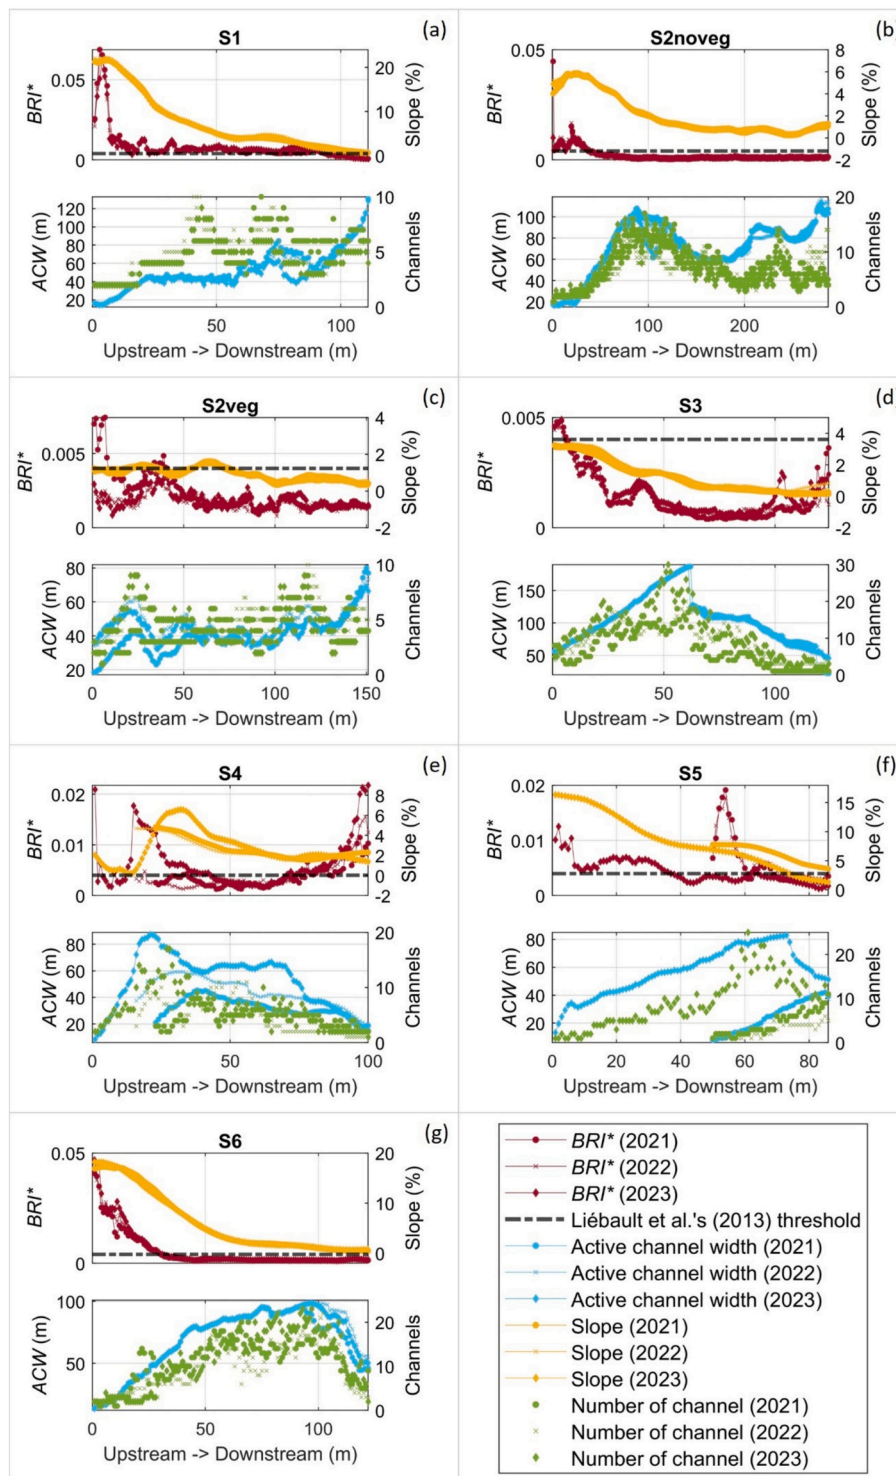 S1 (a)
0.05
0
BRI*
20
10
0
Slope (%)
120
100
80
60
40
20
ACW (m)
10
5
0
Channels
0 50 100
Upstream -> Downstream (m)
S2noveg (b)
0.05
0
BRI*
8
6
4
2
0
-2
Slope (%)
100
80
60
40
20
ACW (m)
20
10
0
Channels
0 100 200
Upstream -> Downstream (m)
S2veg (c)
0.005
0
BRI*
4
2
0
-2
Slope (%)
80
60
40
20
ACW (m)
10
5
0
Channels
0 50 100 150
Upstream -> Downstream (m)
S3 (d)
0.005
0
BRI*
4
2
0
-2
Slope (%)
150
100
50
ACW (m)
30
20
10
0
Channels
0 50 100
Upstream -> Downstream (m)
S4 (e)
0.02
0.01
0
BRI*
8
6
4
2
0
-2
Slope (%)
80
60
40
20
ACW (m)
20
10
0
Channels
0 50 100
Upstream -> Downstream (m)
S5 (f)
0.02
0.01
0
BRI*
15
10
5
0
Slope (%)
80
60
40
20
ACW (m)
20
10
0
Channels
0 20 40 60 80
Upstream -> Downstream (m)
S6 (g)
0.05
0
BRI*
20
10
0
Slope (%)
100
50
ACW (m)
20
10
0
Channels
0 50 100
Upstream -> Downstream (m)
BRI* (2021)
BRI* (2022)
BRI* (2023)
Liébault et al.'s (2013) threshold
Active channel width (2021)
Active channel width (2022)
Active channel width (2023)
Slope (2021)
Slope (2022)
Slope (2023)
Number of channel (2021)
Number of channel (2022)
Number of channel (2023)